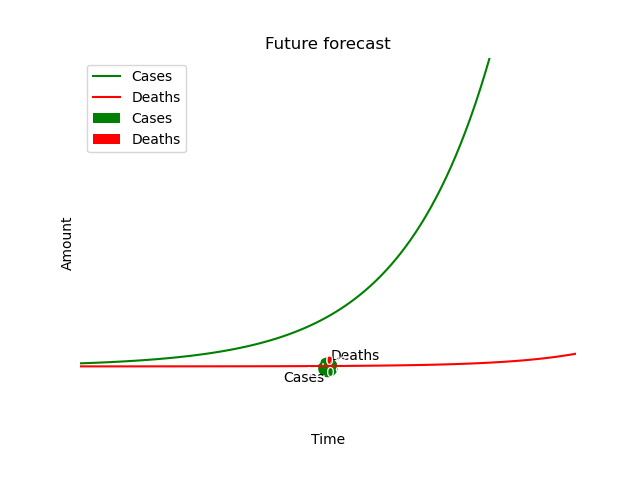 Future forecast
Cases
Deaths
Cases
Deaths
Amount
Deaths
Cases
Time